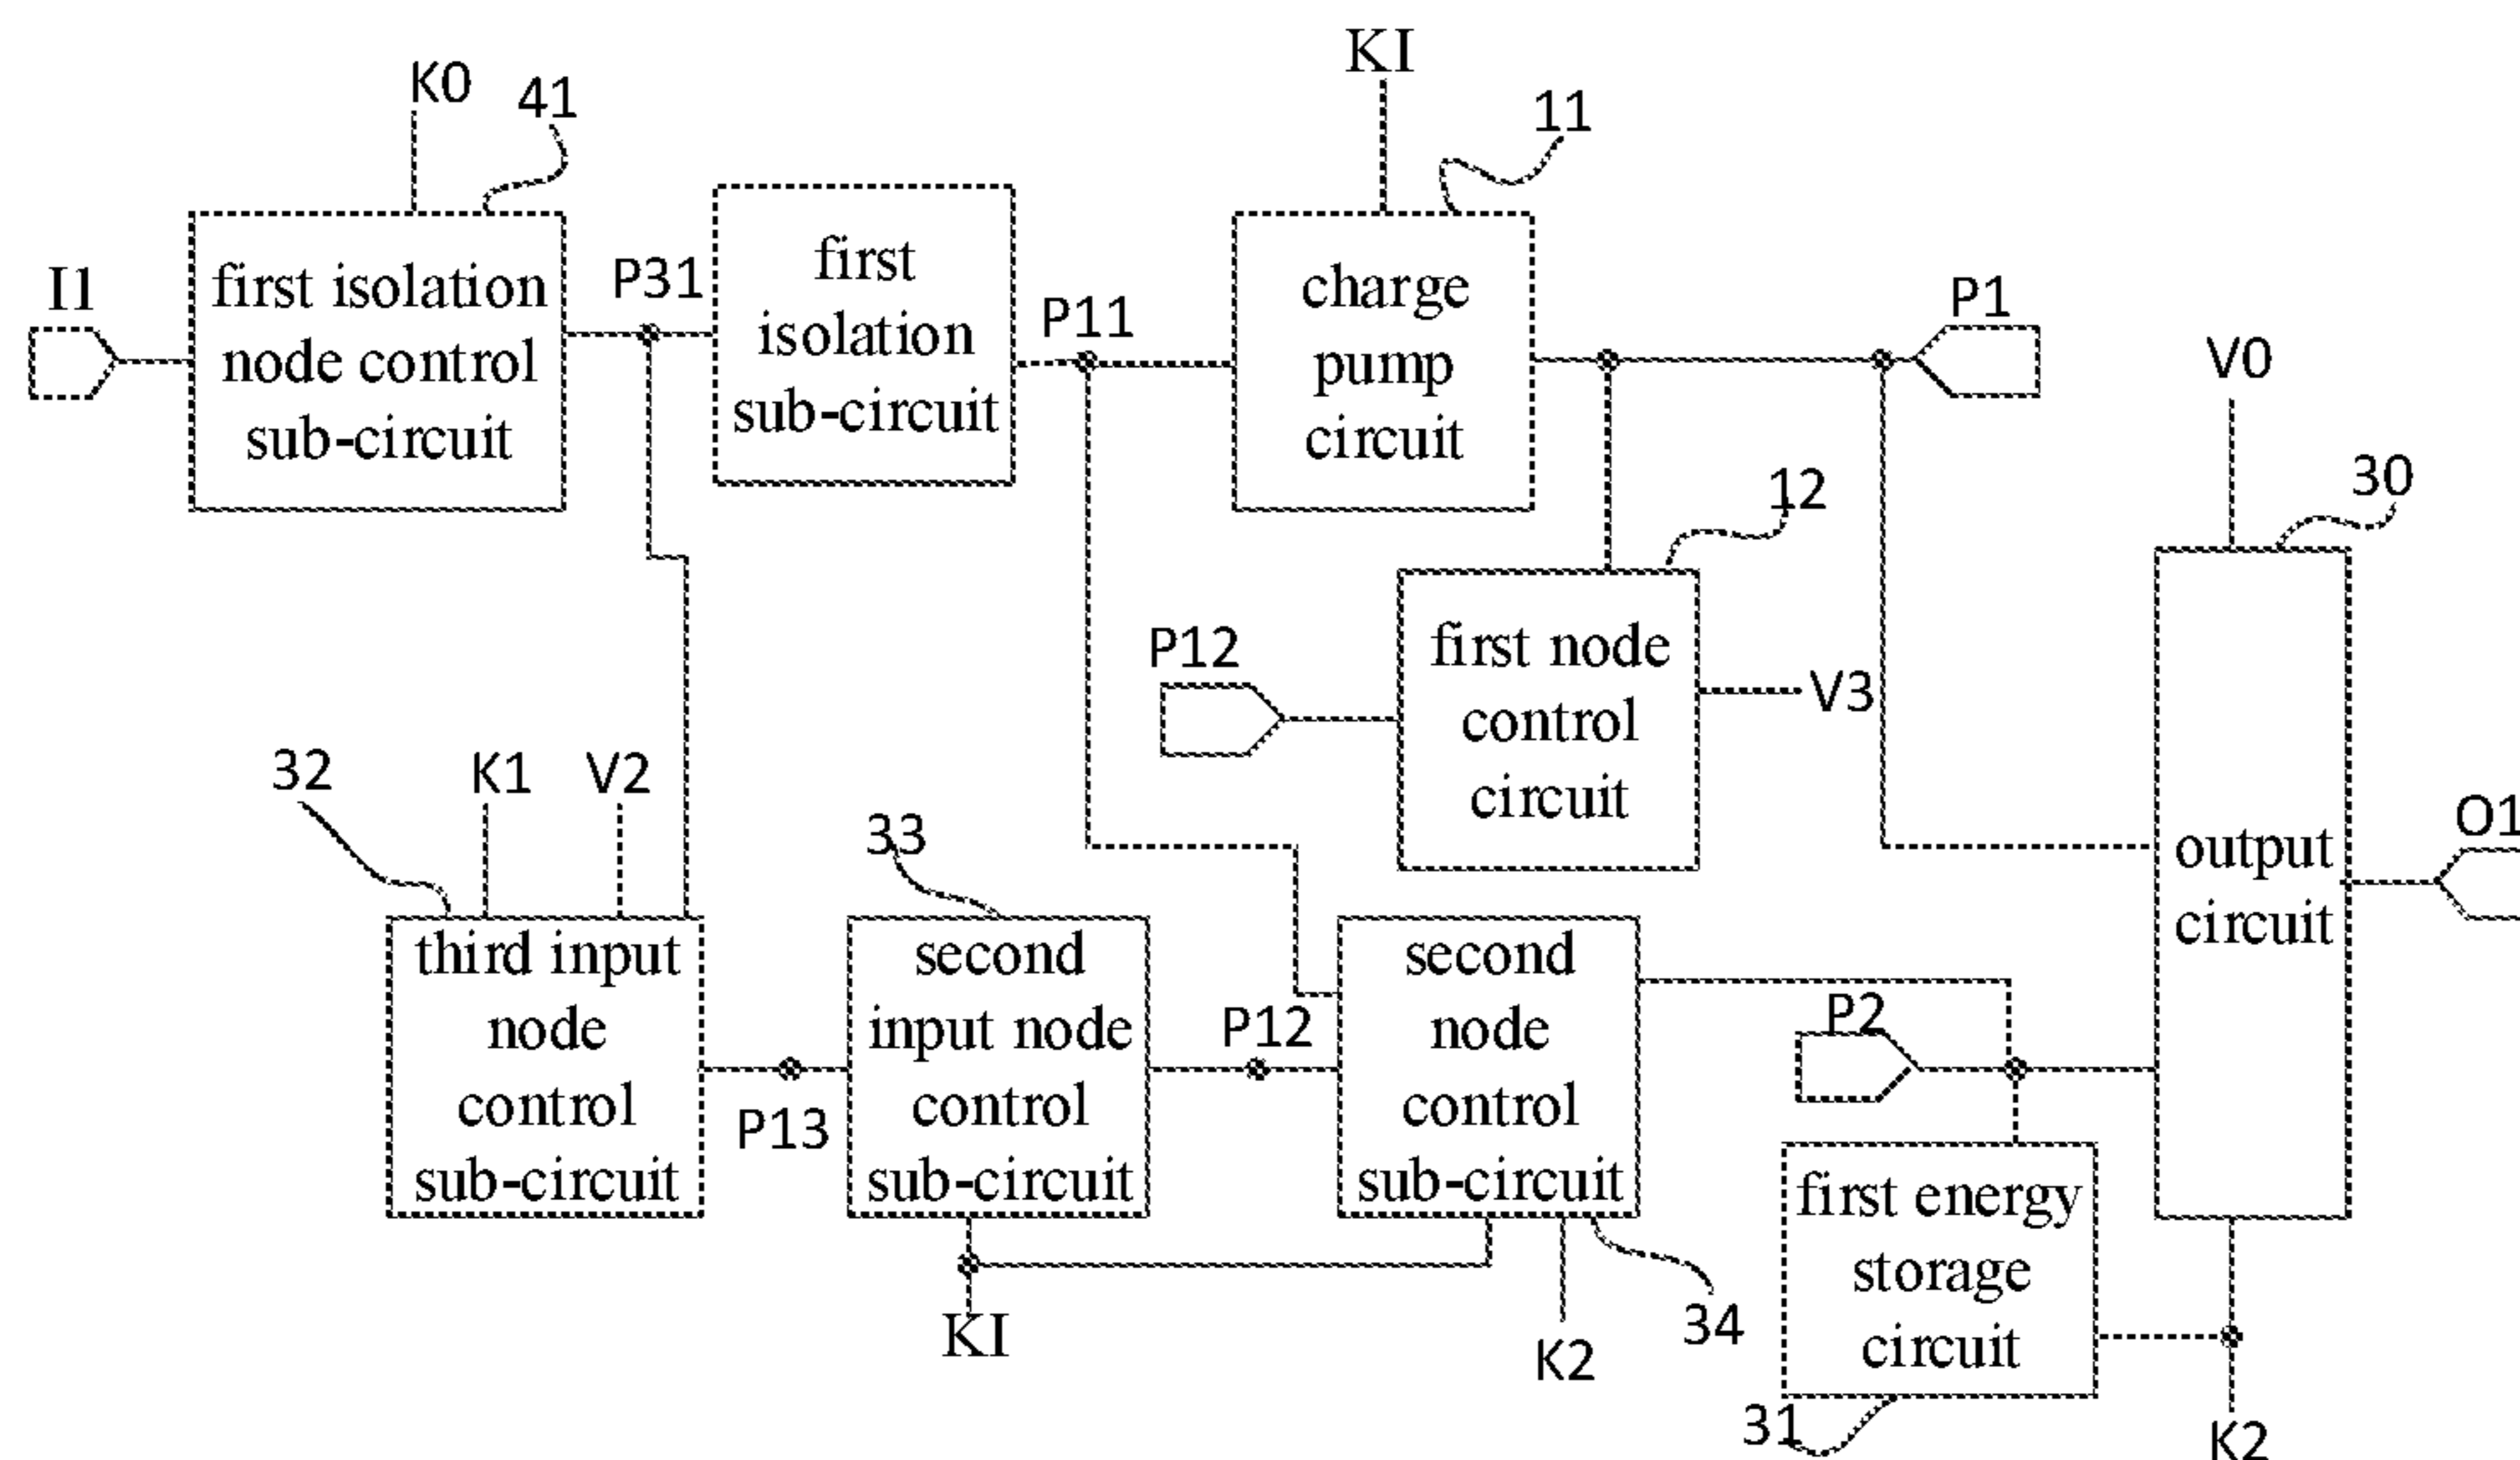 K0
41
KI
11
I1
first isolation
node control
sub-circuit
P31
first
isolation
sub-circuit
P11
charge
pump
circuit
P1
V0
12
30
P12
first node
control
circuit
V3
32
K1
V2
33
output
circuit
O1
third input
node
control
sub-circuit
P13
second
input node
control
sub-circuit
P12
second
node
control
sub-circuit
P2
first energy
storage
circuit
KI
K2
34
31
K2